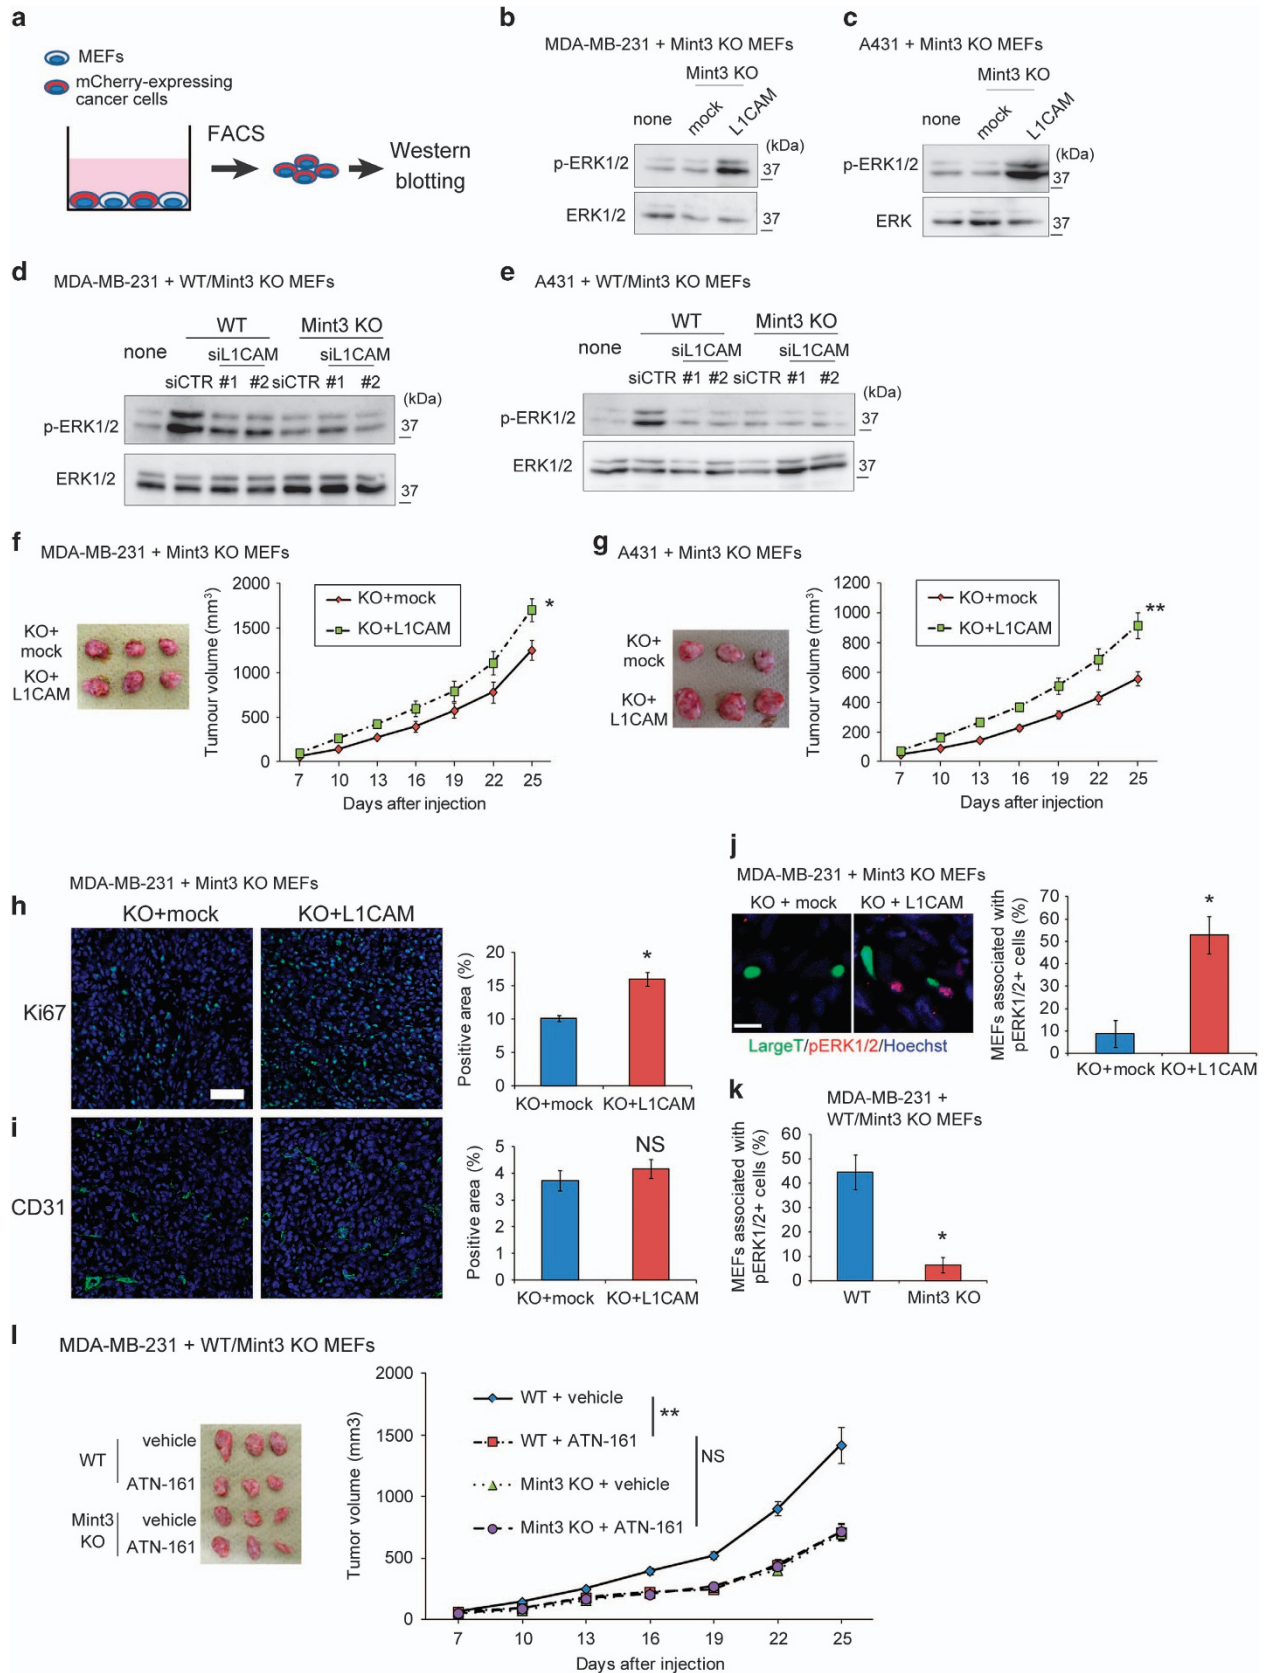 a
MEFs
mCherry-expressing
cancer cells
FACS
Western
blotting
b
MDA-MB-231 + Mint3 KO MEFs
Mint3 KO
none mock L1CAM
(kDa)
p-ERK1/2
37
ERK1/2
37
c
A431 + Mint3 KO MEFs
Mint3 KO
none mock L1CAM
(kDa)
p-ERK1/2
37
ERK
37
d
MDA-MB-231 + WT/Mint3 KO MEFs
WT Mint3 KO
none siL1CAM siL1CAM
siCTR #1 #2 siCTR #1 #2
(kDa)
p-ERK1/2
37
ERK1/2
37
e
A431 + WT/Mint3 KO MEFs
WT Mint3 KO
none siL1CAM siL1CAM
siCTR #1 #2 siCTR #1 #2
(kDa)
p-ERK1/2
37
ERK1/2
37
f
MDA-MB-231 + Mint3 KO MEFs
KO+
mock
KO+
L1CAM
Tumour volume (mm³)
2000
1500
1000
500
0
KO+mock
KO+L1CAM
*
7 10 13 16 19 22 25
Days after injection
g
A431 + Mint3 KO MEFs
KO+
mock
KO+
L1CAM
Tumour volume (mm³)
1200
1000
800
600
400
200
0
KO+mock
KO+L1CAM
**
7 10 13 16 19 22 25
Days after injection
MDA-MB-231 + Mint3 KO MEFs
h
KO+mock KO+L1CAM
Ki67
Positive area (%)
20
15
10
5
0
*
KO+mock KO+L1CAM
i
CD31
Positive area (%)
5
4
3
2
1
0
NS
KO+mock KO+L1CAM
j
MDA-MB-231 + Mint3 KO MEFs
KO + mock KO + L1CAM
LargeT/pERK1/2/Hoechst
MEFs associated with
pERK1/2+ cells (%)
70
60
50
40
30
20
10
0
*
KO+mock KO+L1CAM
k
MDA-MB-231 +
WT/Mint3 KO MEFs
MEFs associated with
pERK1/2+ cells (%)
60
50
40
30
20
10
0
*
WT Mint3 KO
l
MDA-MB-231 + WT/Mint3 KO MEFs
WT
vehicle
ATN-161
Mint3
KO
vehicle
ATN-161
Tumor volume (mm3)
2000
1500
1000
500
0
WT + vehicle
WT + ATN-161
Mint3 KO + vehicle
Mint3 KO + ATN-161
**
NS
7 10 13 16 19 22 25
Days after injection